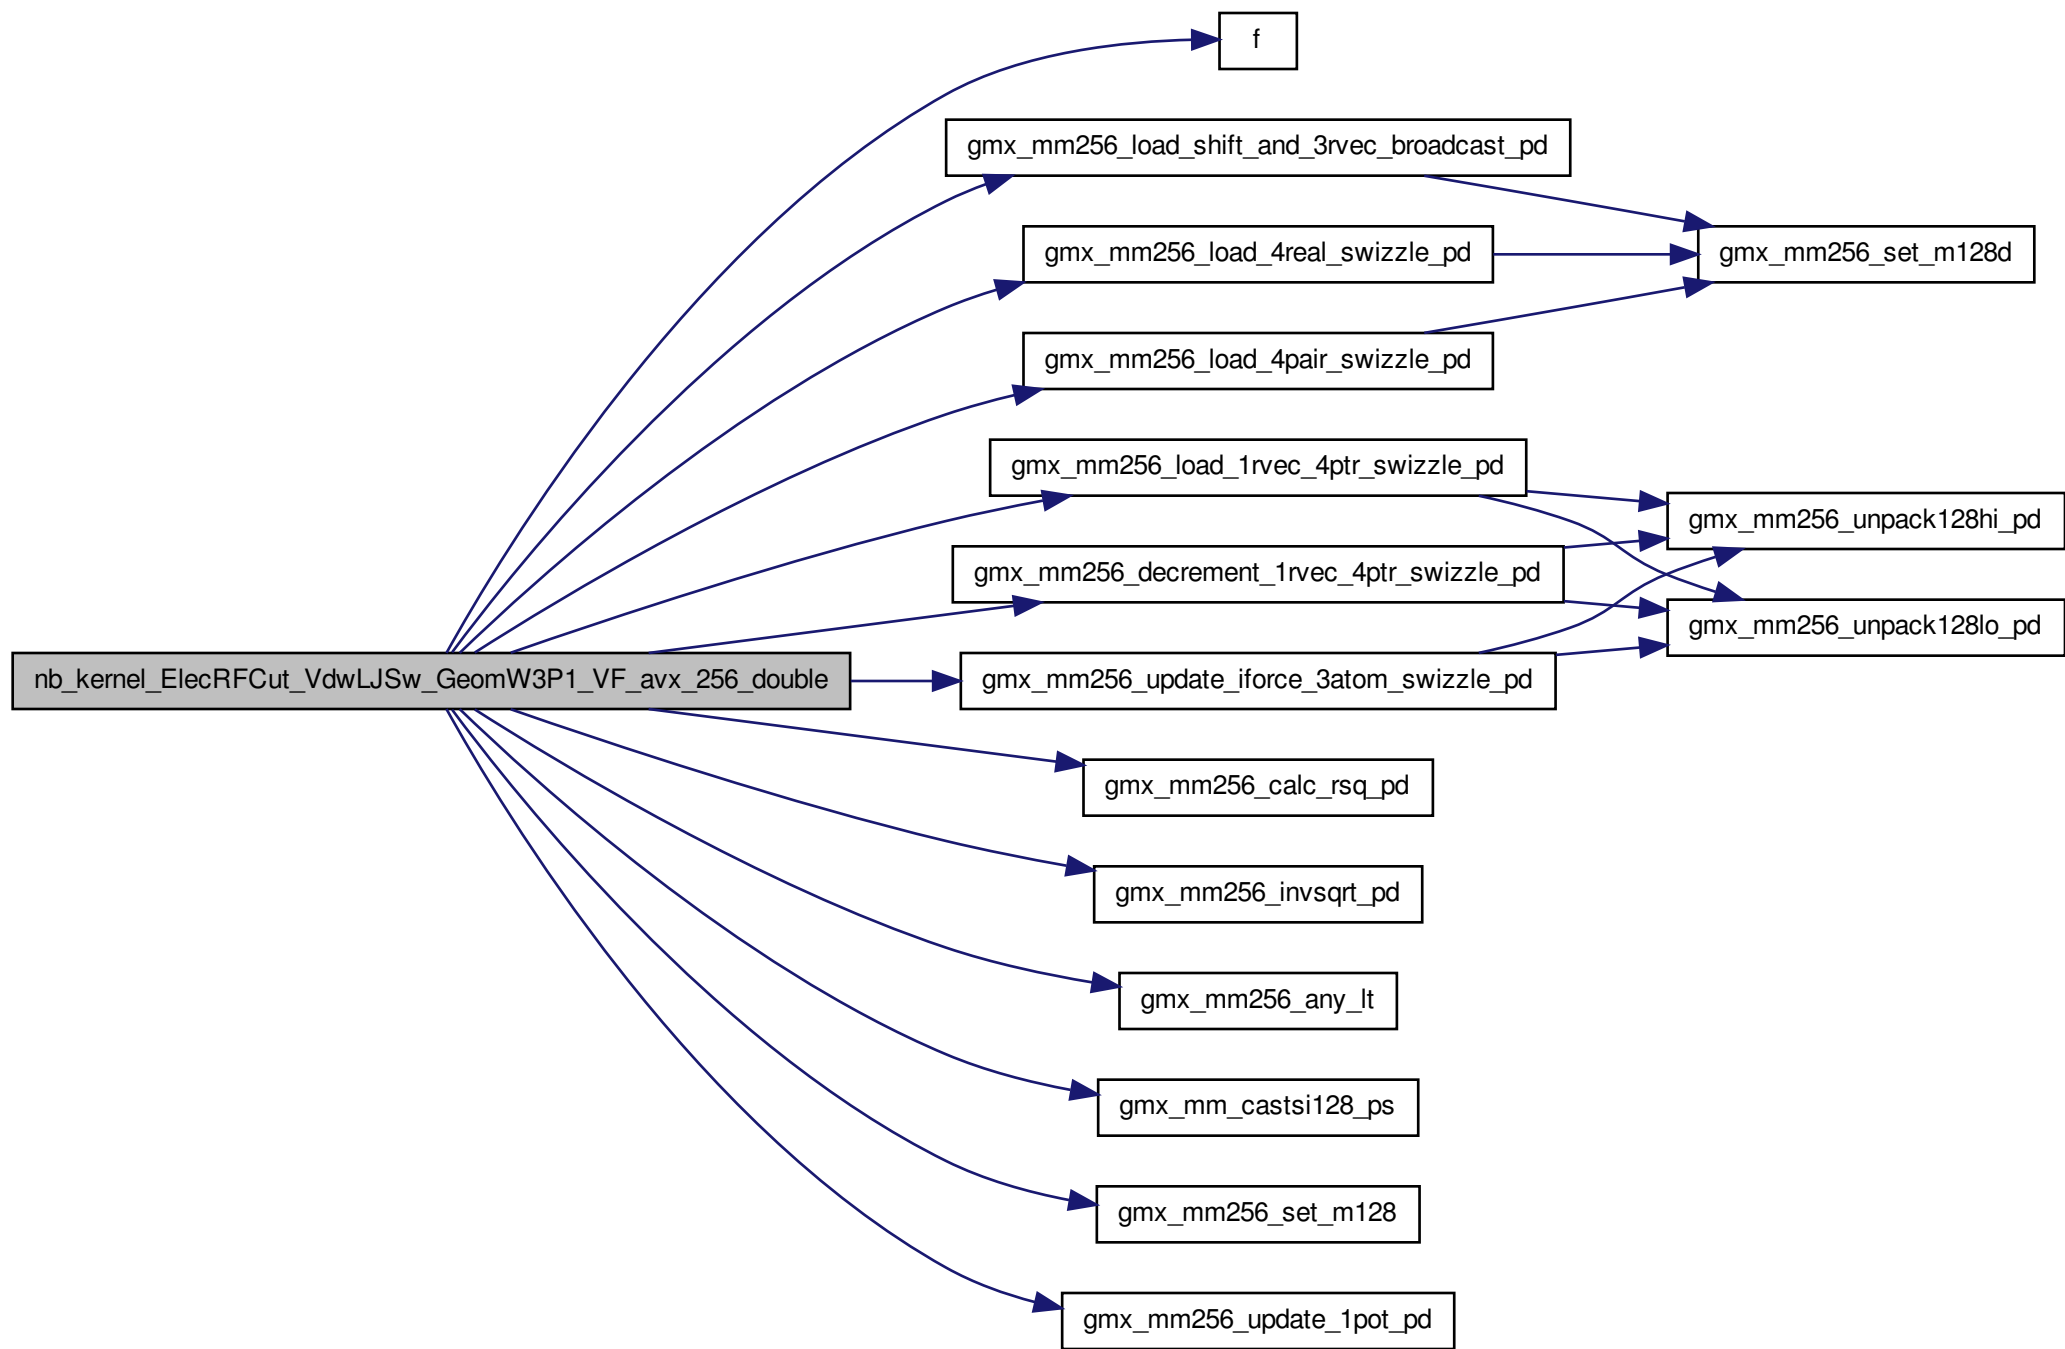 f
gmx_mm256_load_shift_and_3rvec_broadcast_pd
gmx_mm256_load_4real_swizzle_pd
gmx_mm256_set_m128d
gmx_mm256_load_4pair_swizzle_pd
gmx_mm256_load_1rvec_4ptr_swizzle_pd
gmx_mm256_unpack128hi_pd
gmx_mm256_decrement_1rvec_4ptr_swizzle_pd
gmx_mm256_unpack128lo_pd
nb_kernel_ElecRFCut_VdwLJSw_GeomW3P1_VF_avx_256_double
gmx_mm256_update_iforce_3atom_swizzle_pd
gmx_mm256_calc_rsq_pd
gmx_mm256_invsqrt_pd
gmx_mm256_any_lt
gmx_mm_castsi128_ps
gmx_mm256_set_m128
gmx_mm256_update_1pot_pd